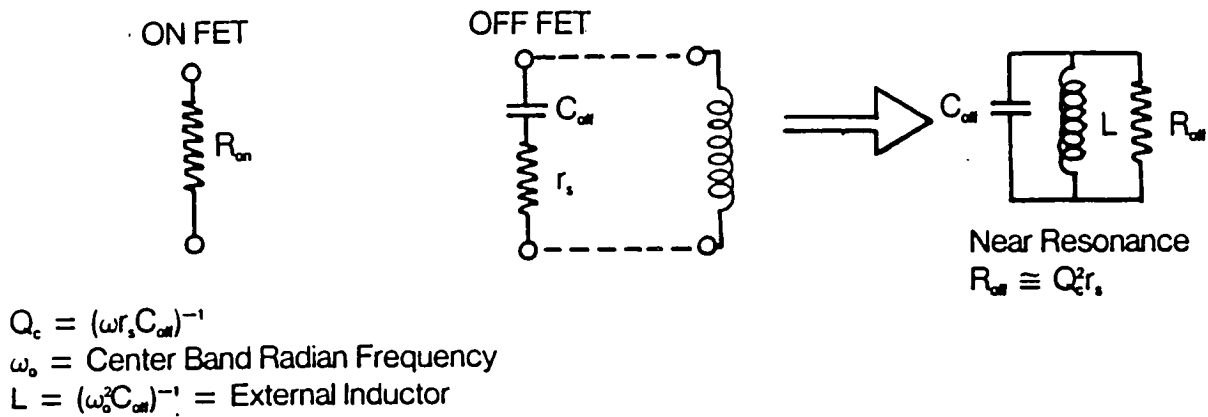 ON FET
OFF FET
R_on
C_off
r_s
C_off
L
R_off
Near Resonance
R_off ≅ Q_c²r_s
Q_c = (ωr_sC_off)⁻¹
ω_o = Center Band Radian Frequency
L = (ω_o²C_off)⁻¹ = External Inductor